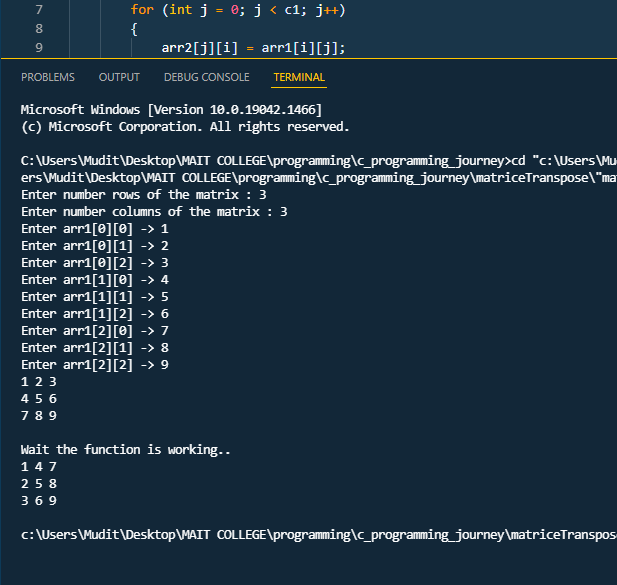 7 for (int j = 0; j < c1; j++)
8 {
9 arr2[j][i] = arr1[i][j];
PROBLEMS OUTPUT DEBUG CONSOLE TERMINAL
Microsoft Windows [Version 10.0.19042.1466]
(c) Microsoft Corporation. All rights reserved.
C:\Users\Mudit\Desktop\MAIT COLLEGE\programming\c_programming_journey>cd "c:\Users\Mu
ers\Mudit\Desktop\MAIT COLLEGE\programming\c_programming_journey\matriceTranspose\"ma
Enter number rows of the matrix : 3
Enter number columns of the matrix : 3
Enter arr1[0][0] -> 1
Enter arr1[0][1] -> 2
Enter arr1[0][2] -> 3
Enter arr1[1][0] -> 4
Enter arr1[1][1] -> 5
Enter arr1[1][2] -> 6
Enter arr1[2][0] -> 7
Enter arr1[2][1] -> 8
Enter arr1[2][2] -> 9
1 2 3
4 5 6
7 8 9
Wait the function is working..
1 4 7
2 5 8
3 6 9
c:\Users\Mudit\Desktop\MAIT COLLEGE\programming\c_programming_journey\matriceTranspos